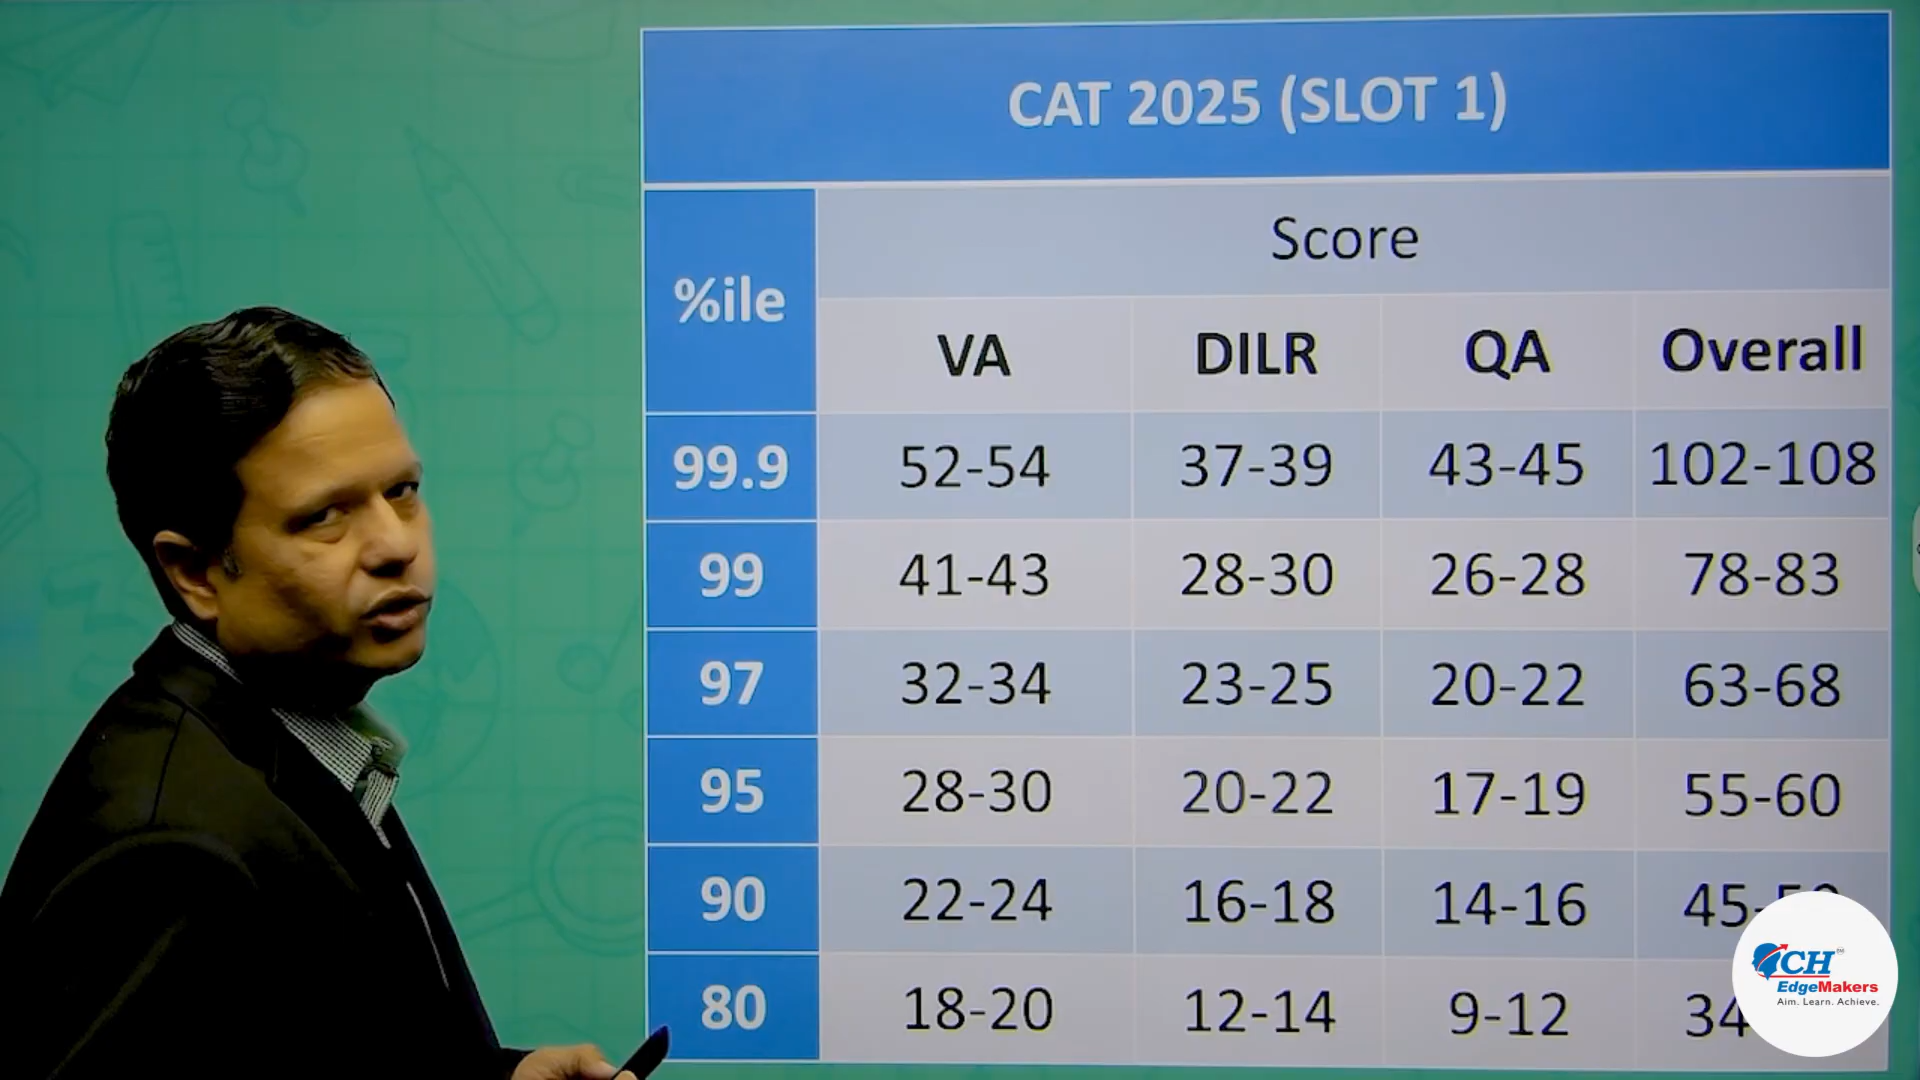 CAT 2025 (SLOT 1)
%ile Score
VA DILR QA Overall
99.9 52-54 37-39 43-45 102-108
99 41-43 28-30 26-28 78-83
97 32-34 23-25 20-22 63-68
95 28-30 20-22 17-19 55-60
90 22-24 16-18 14-16 45-
80 18-20 12-14 9-12 34
CH
EdgeMakers
Aim. Learn. Achieve.